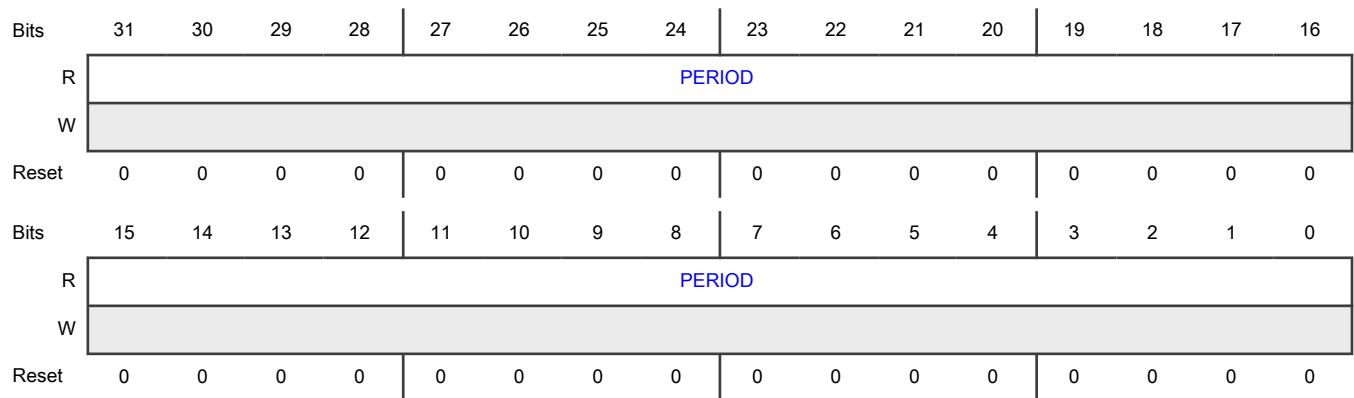 Bits 31 30 29 28 27 26 25 24 23 22 21 20 19 18 17 16
R PERIOD
W
Reset 0 0 0 0 0 0 0 0 0 0 0 0 0 0 0 0
Bits 15 14 13 12 11 10 9 8 7 6 5 4 3 2 1 0
R PERIOD
W
Reset 0 0 0 0 0 0 0 0 0 0 0 0 0 0 0 0